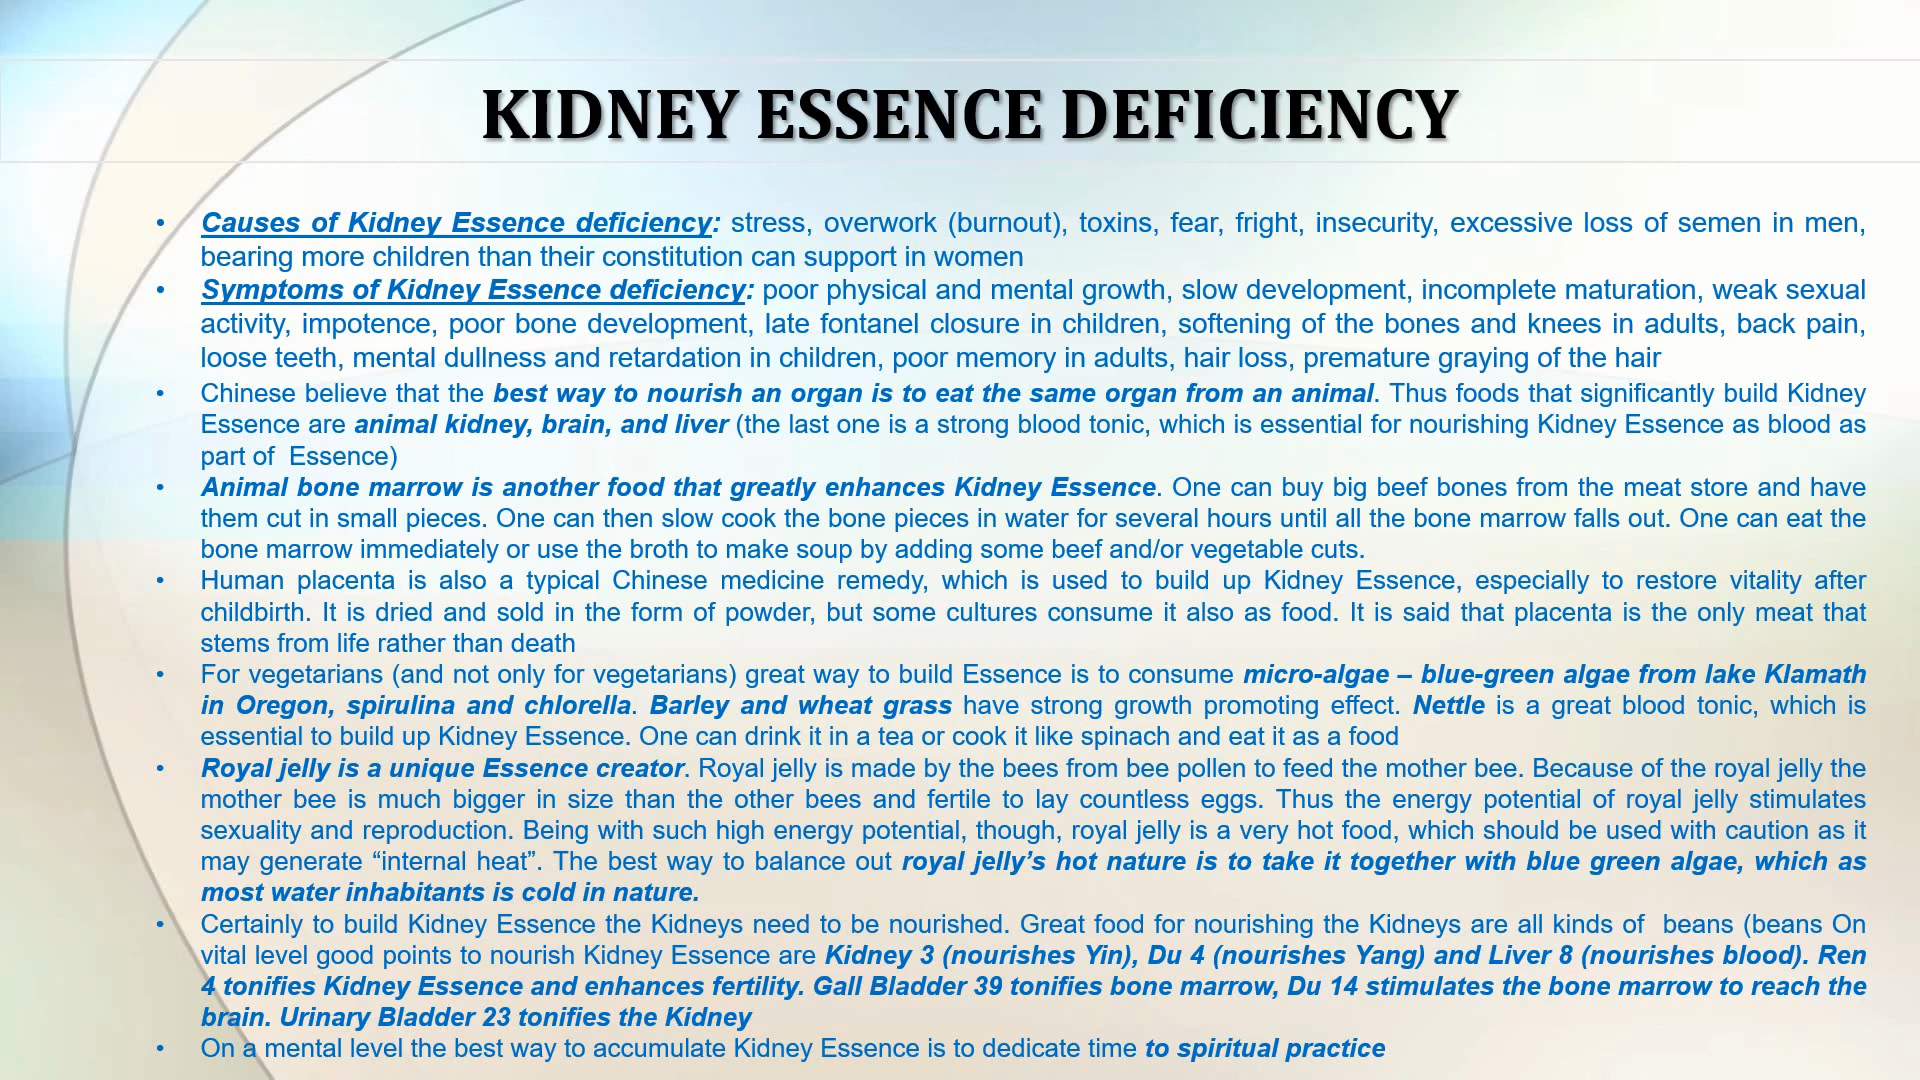 KIDNEY ESSENCE DEFICIENCY
• Causes of Kidney Essence deficiency: stress, overwork (burnout), toxins, fear, fright, insecurity, excessive loss of semen in men,
bearing more children than their constitution can support in women
• Symptoms of Kidney Essence deficiency: poor physical and mental growth, slow development, incomplete maturation, weak sexual
activity, impotence, poor bone development, late fontanel closure in children, softening of the bones and knees in adults, back pain,
loose teeth, mental dullness and retardation in children, poor memory in adults, hair loss, premature graying of the hair
• Chinese believe that the best way to nourish an organ is to eat the same organ from an animal. Thus foods that significantly build Kidney
Essence are animal kidney, brain, and liver (the last one is a strong blood tonic, which is essential for nourishing Kidney Essence as blood as
part of  Essence)
• Animal bone marrow is another food that greatly enhances Kidney Essence. One can buy big beef bones from the meat store and have
them cut in small pieces. One can then slow cook the bone pieces in water for several hours until all the bone marrow falls out. One can eat the
bone marrow immediately or use the broth to make soup by adding some beef and/or vegetable cuts.
• Human placenta is also a typical Chinese medicine remedy, which is used to build up Kidney Essence, especially to restore vitality after
childbirth. It is dried and sold in the form of powder, but some cultures consume it also as food. It is said that placenta is the only meat that
stems from life rather than death
• For vegetarians (and not only for vegetarians) great way to build Essence is to consume micro-algae – blue-green algae from lake Klamath
in Oregon, spirulina and chlorella. Barley and wheat grass have strong growth promoting effect. Nettle is a great blood tonic, which is
essential to build up Kidney Essence. One can drink it in a tea or cook it like spinach and eat it as a food
• Royal jelly is a unique Essence creator. Royal jelly is made by the bees from bee pollen to feed the mother bee. Because of the royal jelly the
mother bee is much bigger in size than the other bees and fertile to lay countless eggs. Thus the energy potential of royal jelly stimulates
sexuality and reproduction. Being with such high energy potential, though, royal jelly is a very hot food, which should be used with caution as it
may generate “internal heat”. The best way to balance out royal jelly’s hot nature is to take it together with blue green algae, which as
most water inhabitants is cold in nature.
• Certainly to build Kidney Essence the Kidneys need to be nourished. Great food for nourishing the Kidneys are all kinds of  beans (beans On
vital level good points to nourish Kidney Essence are Kidney 3 (nourishes Yin), Du 4 (nourishes Yang) and Liver 8 (nourishes blood). Ren
4 tonifies Kidney Essence and enhances fertility. Gall Bladder 39 tonifies bone marrow, Du 14 stimulates the bone marrow to reach the
brain. Urinary Bladder 23 tonifies the Kidney
• On a mental level the best way to accumulate Kidney Essence is to dedicate time to spiritual practice